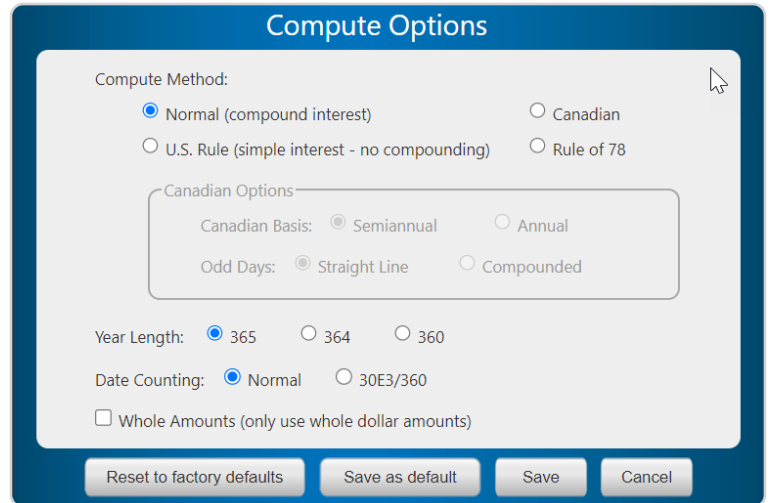 Compute Options
Compute Method:
Normal (compound interest) Canadian
U.S. Rule (simple interest - no compounding) Rule of 78
Canadian Options
Canadian Basis: Semiannual Annual
Odd Days: Straight Line Compounded
Year Length: 365 364 360
Date Counting: Normal 30E3/360
Whole Amounts (only use whole dollar amounts)
Reset to factory defaults Save as default Save Cancel